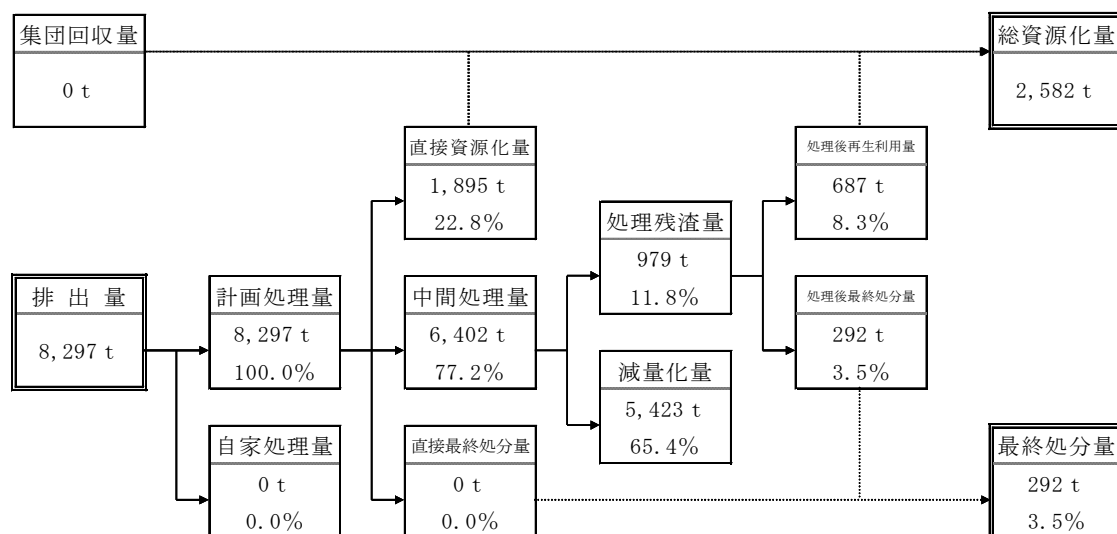 集団回収量
0 t
総資源化量
2,582 t
直接資源化量
1,895 t
22.8%
処理後再生利用量
687 t
8.3%
処理残渣量
979 t
11.8%
排 出 量
8,297 t
計画処理量
8,297 t
100.0%
中間処理量
6,402 t
77.2%
処理後最終処分量
292 t
3.5%
減量化量
5,423 t
65.4%
自家処理量
0 t
0.0%
直接最終処分量
0 t
0.0%
最終処分量
292 t
3.5%